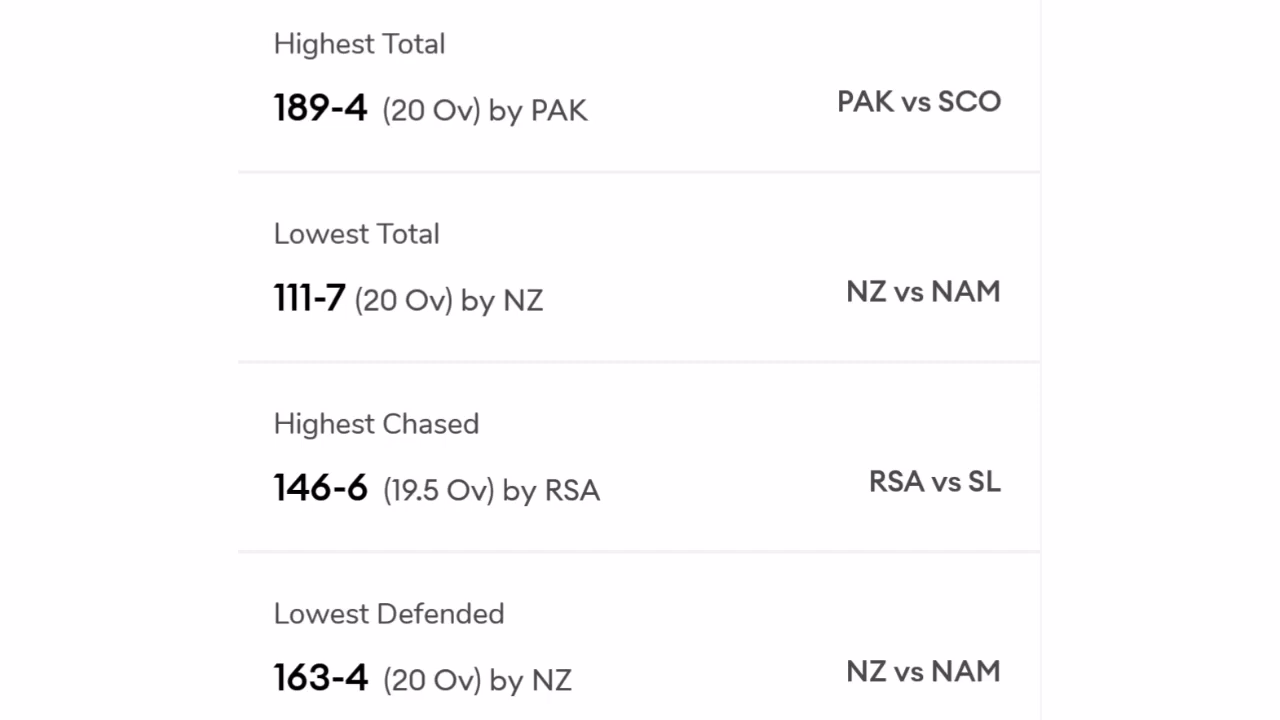 Highest Total
189-4 (20 Ov) by PAK
PAK vs SCO
Lowest Total
111-7 (20 Ov) by NZ
NZ vs NAM
Highest Chased
146-6 (19.5 Ov) by RSA
RSA vs SL
Lowest Defended
163-4 (20 Ov) by NZ
NZ vs NAM